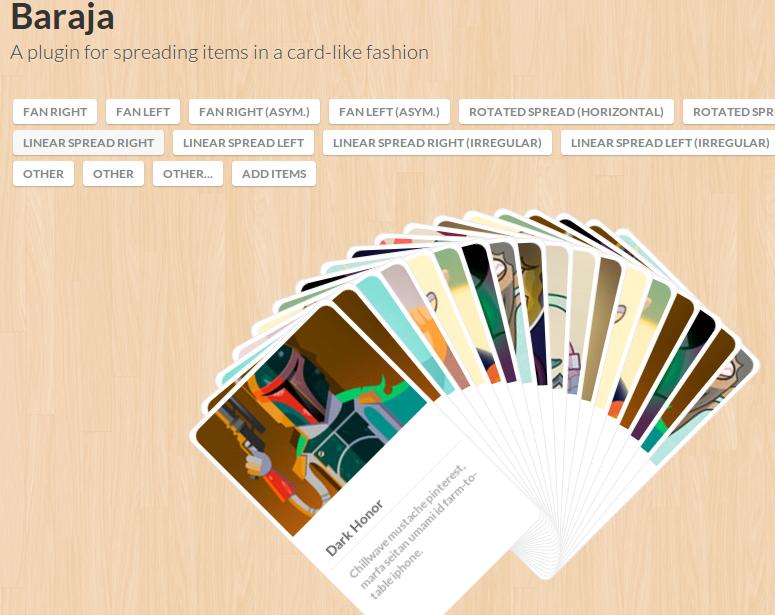 Baraja
A plugin for spreading items in a card-like fashion
FAN RIGHT FAN LEFT FAN RIGHT (ASYM.) FAN LEFT (ASYM.) ROTATED SPREAD (HORIZONTAL) ROTATED
LINEAR SPREAD RIGHT LINEAR SPREAD LEFT LINEAR SPREAD RIGHT (IRREGULAR) LINEAR SPREAD LEFT (IRREGULAR)
OTHER OTHER OTHER... ADD ITEMS
Dark Honor
Chillwave mustache pinterest,
marfa seitan umami id farm-to-
table iphone.